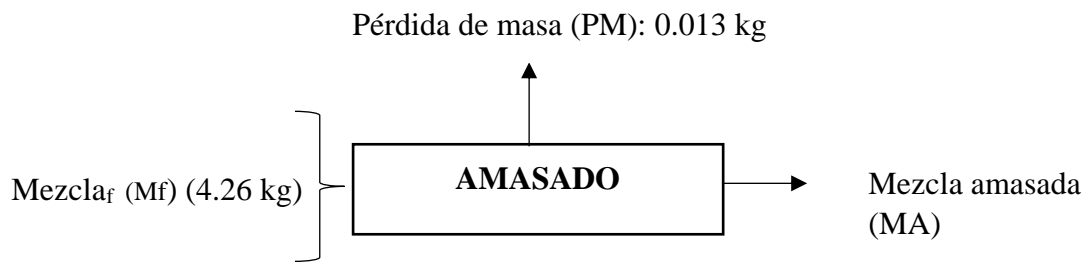 Pérdida de masa (PM): 0.013 kg
Mezclaf (Mf) (4.26 kg)
AMASADO
Mezcla amasada
(MA)